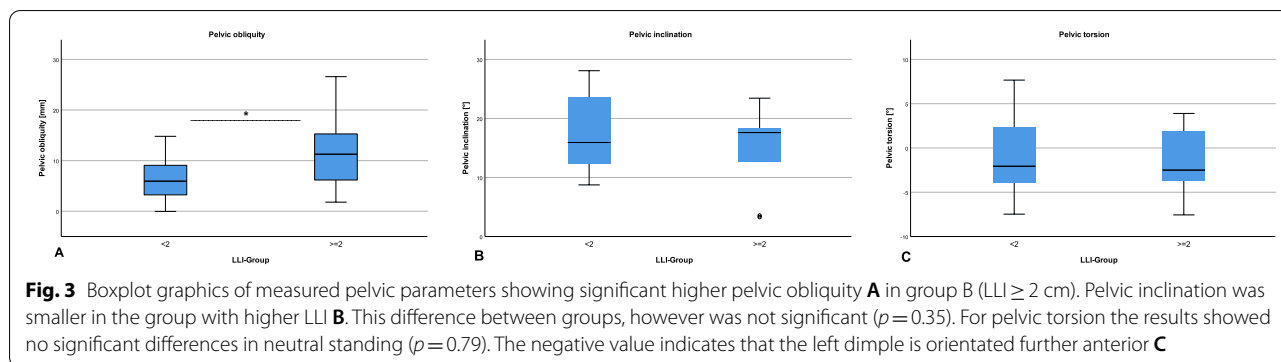 Pelvic obliquity
Pelvic obliquity [mm]
30
20
10
0
*
<2
>=2
A
LLI-Group
Pelvic inclination
Pelvic inclination [°]
30
20
10
0
<2
>=2
B
LLI-Group
Pelvic torsion
Pelvic torsion [°]
10
5
-0
-5
-10
<2
>=2
C
LLI-Group
Fig. 3 Boxplot graphics of measured pelvic parameters showing significant higher pelvic obliquity A in group B (LLI ≥ 2 cm). Pelvic inclination was
smaller in the group with higher LLI B. This difference between groups, however was not significant (p = 0.35). For pelvic torsion the results showed
no significant differences in neutral standing (p = 0.79). The negative value indicates that the left dimple is orientated further anterior C